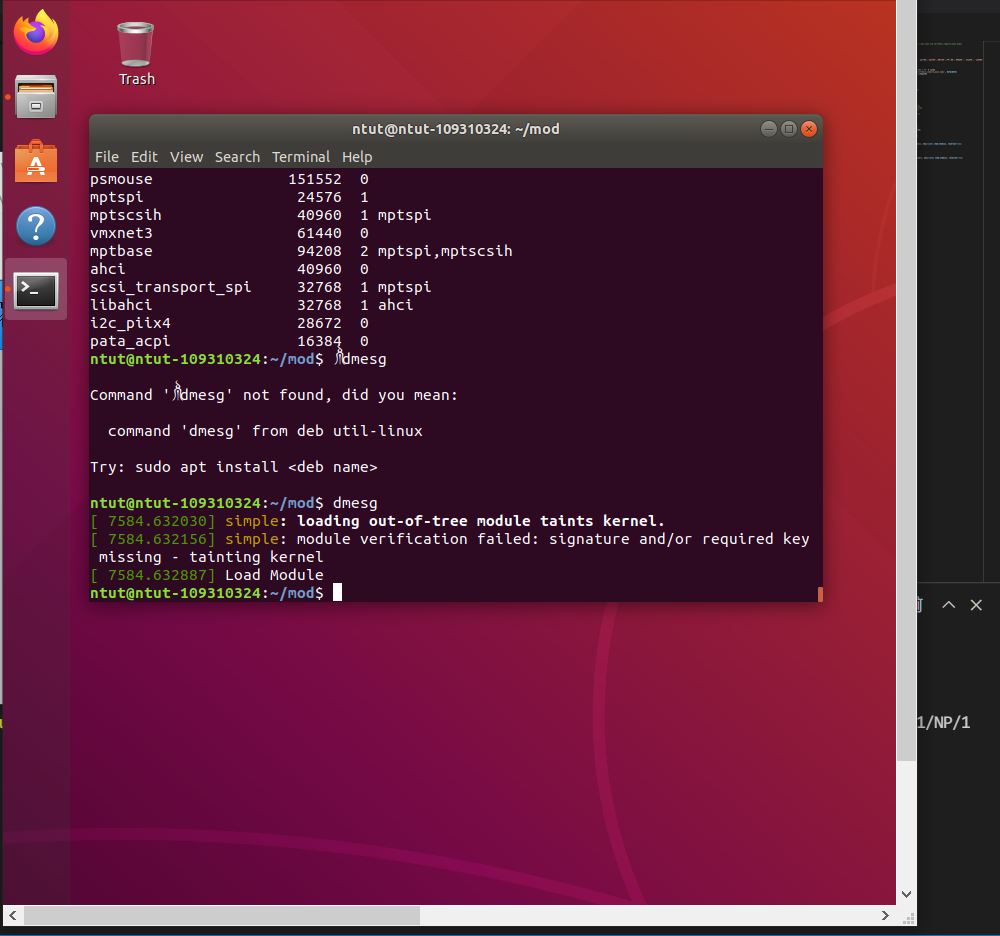 Trash
ntut@ntut-109310324: ~/mod
File Edit View Search Terminal Help
psmouse 151552 0
mptspi 24576 1
mptscsih 40960 1 mptspi
vmxnet3 61440 0
mptbase 94208 2 mptspi,mptscsih
ahci 40960 0
scsi_transport_spi 32768 1 mptspi
libahci 32768 1 ahci
i2c_piix4 28672 0
pata_acpi 16384 0
ntut@ntut-109310324:~/mod$ dmesg
Command 'dmesg' not found, did you mean:
command 'dmesg' from deb util-linux
Try: sudo apt install <deb name>
ntut@ntut-109310324:~/mod$ dmesg
[ 7584.632030] simple: loading out-of-tree module taints kernel.
[ 7584.632156] simple: module verification failed: signature and/or required key
missing - tainting kernel
[ 7584.632887] Load Module
ntut@ntut-109310324:~/mod$
1/NP/1